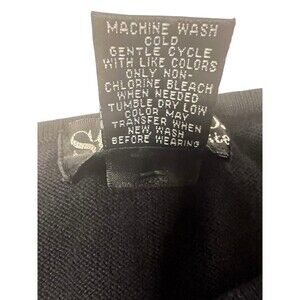 MACHINE WASH
COLD
GENTLE CYCLE
WITH LIKE COLORS
ONLY NON-
CHLORINE BLEACH
WHEN NEEDED
TUMBLE DRY LOW
COLOR MAY
TRANSFER WHEN
NEW, WASH
BEFORE WEARING